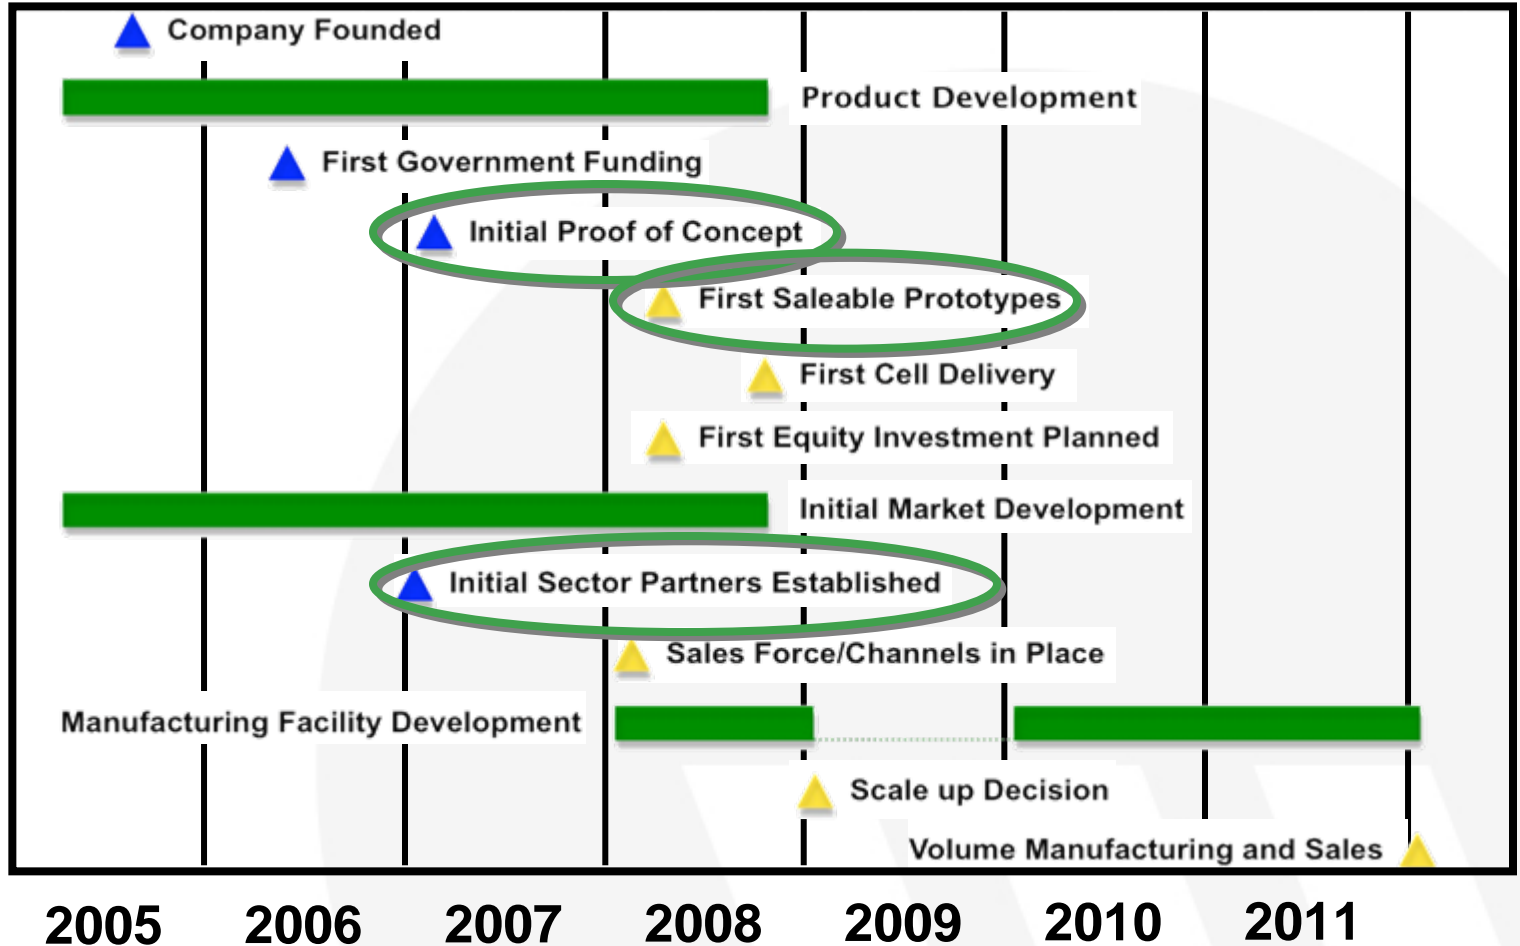 Company Founded
Product Development
First Government Funding
Initial Proof of Concept
First Saleable Prototypes
First Cell Delivery
First Equity Investment Planned
Initial Market Development
Initial Sector Partners Established
Sales Force/Channels in Place
Manufacturing Facility Development
Scale up Decision
Volume Manufacturing and Sales
2005 2006 2007 2008 2009 2010 2011